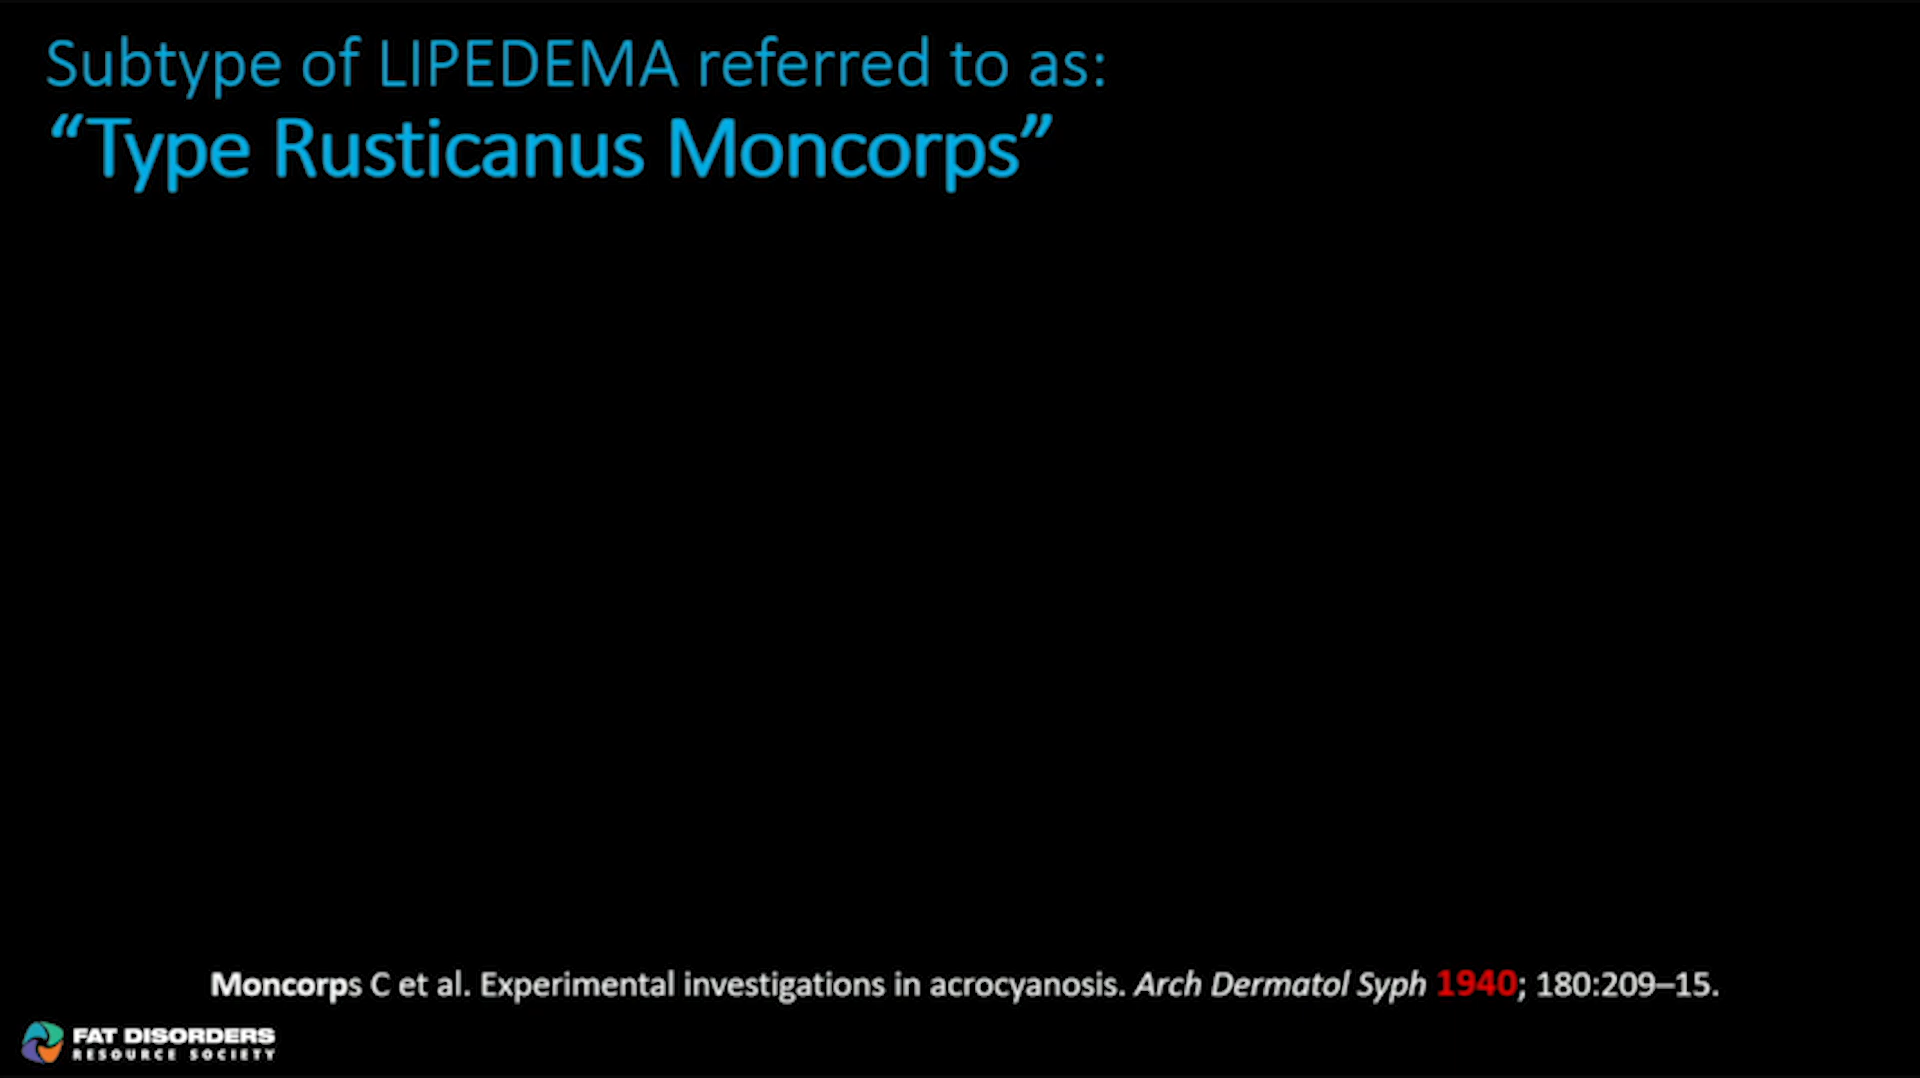 Subtype of LIPEDEMA referred to as:
“Type Rusticanus Moncorps”
Moncorps C et al. Experimental investigations in acrocyanosis. Arch Dermatol Syph 1940; 180:209–15.
FAT DISORDERS
RESOURCE SOCIETY